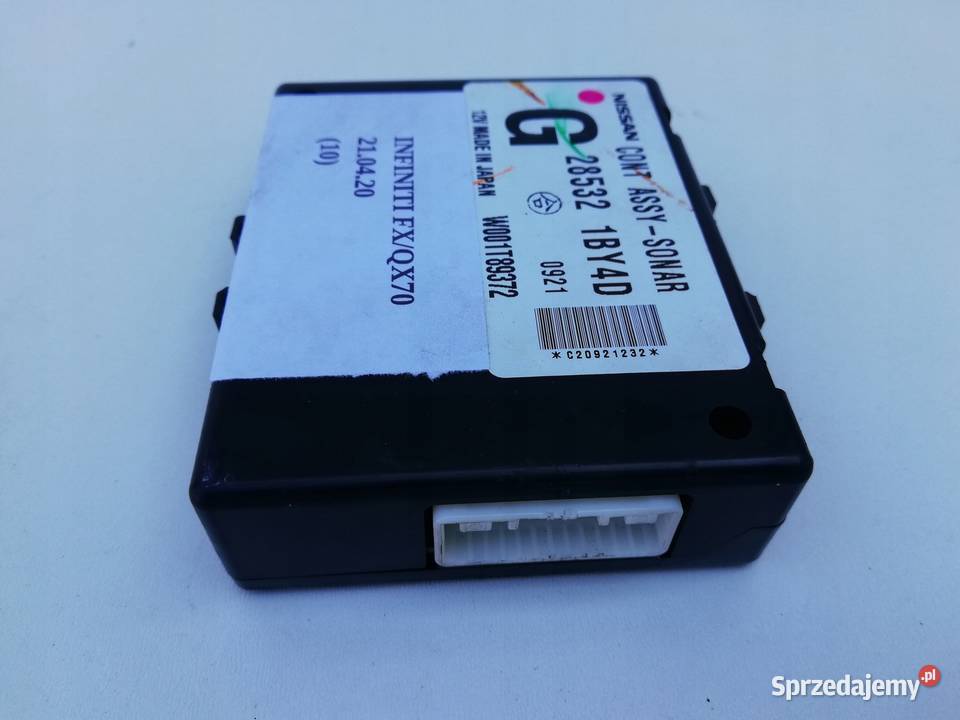 NISSAN CONT ASSY-SONAR
G 28532 1BY4D
合 0921
12V MADE IN JAPAN W001T89372
*C20921232*
INFINITI FX/QX70
21.04.20
(10)
Sprzedajemy.pl